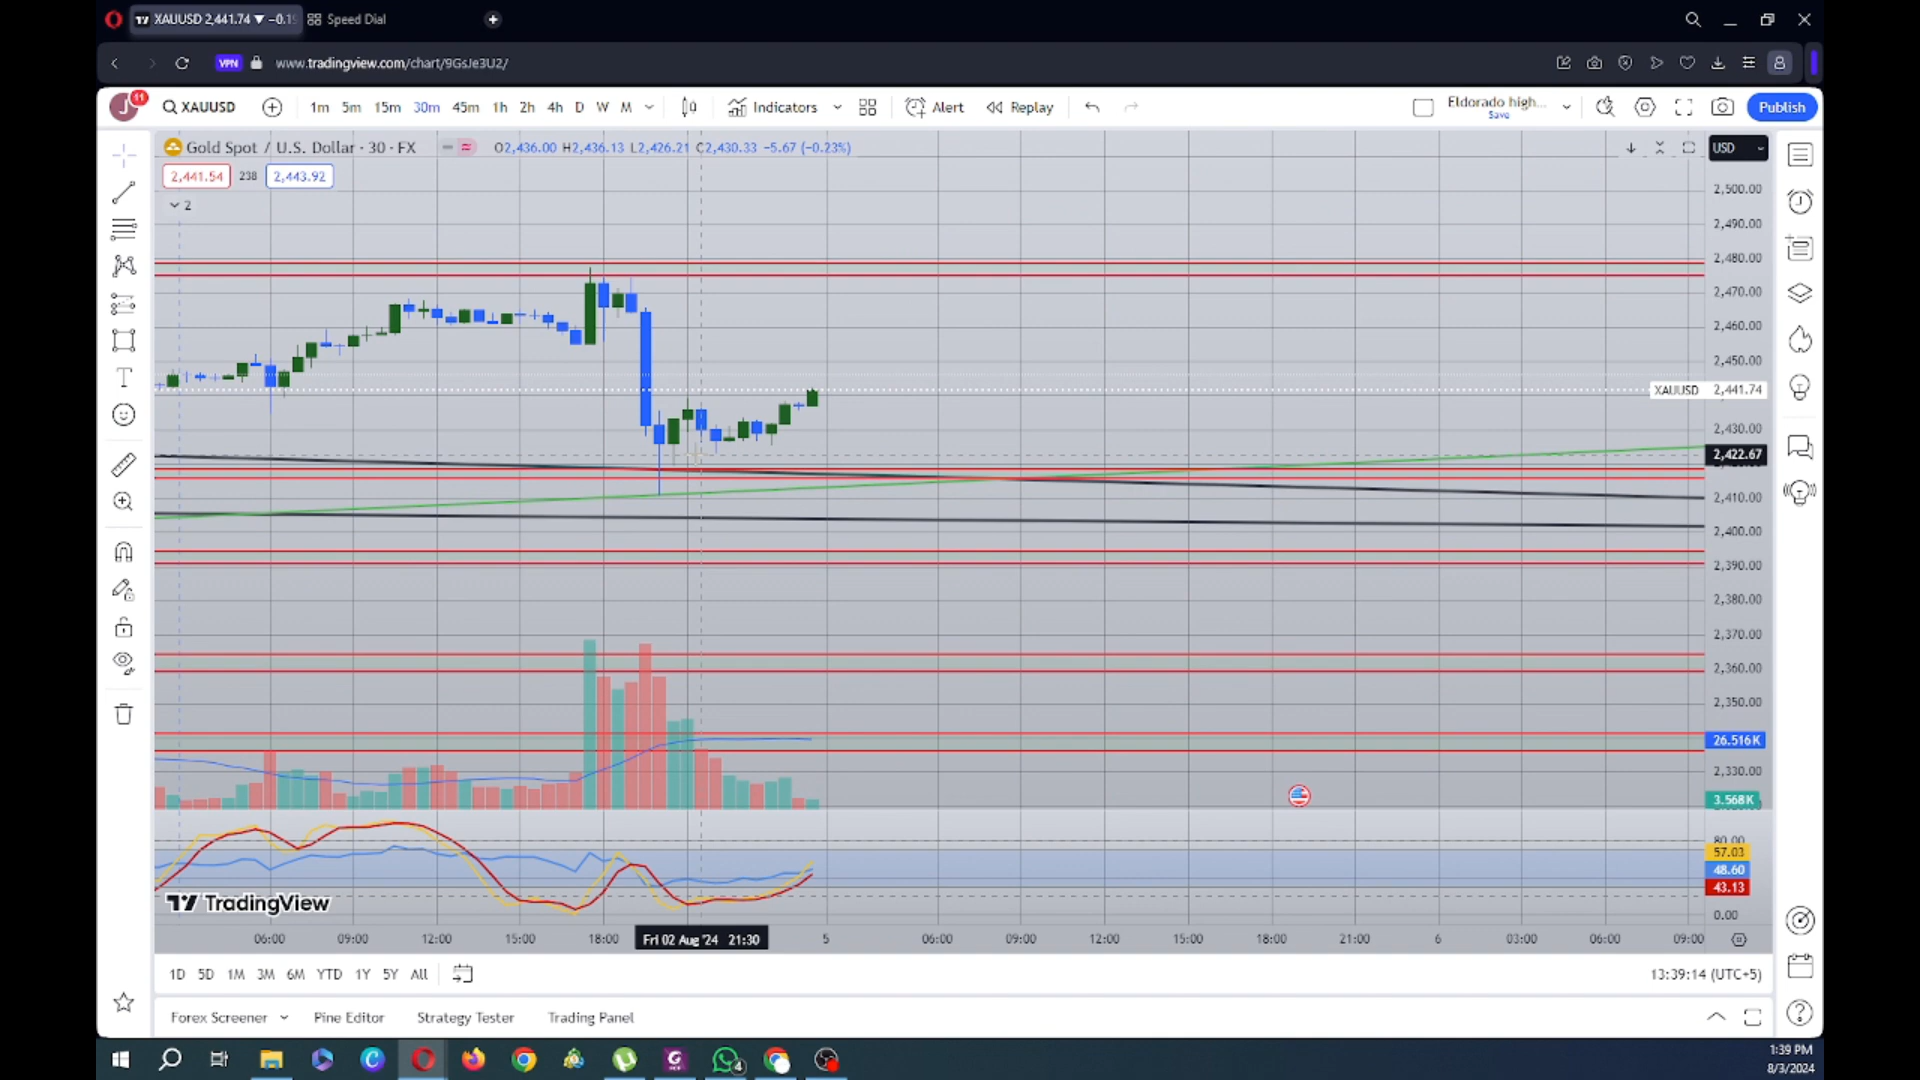 XAUUSD 2,441.74 ▼ −0.1
Speed Dial
VPN www.tradingview.com/chart/9GsJe3U2/
J 11 XAUUSD 1m 5m 15m 30m 45m 1h 2h 4h D W M Indicators Alert Replay Eldorado high... Publish
Save
Gold Spot / U.S. Dollar · 30 · FX O2,436.00 H2,436.13 L2,426.21 C2,430.33 −5.67 (−0.23%) USD
2,441.54 238 2,443.92
2
2,500.00
2,490.00
2,480.00
2,470.00
2,460.00
2,450.00
XAUUSD 2,441.74
2,430.00
2,422.67
2,410.00
2,400.00
2,390.00
2,380.00
2,370.00
2,360.00
2,350.00
26.516K
2,330.00
3.568K
80.00
57.03
48.60
43.13
0.00
TradingView
06:00 09:00 12:00 15:00 18:00 Fri 02 Aug '24 21:30 5 06:00 09:00 12:00 15:00 18:00 21:00 6 03:00 06:00 09:00
1D 5D 1M 3M 6M YTD 1Y 5Y All 13:39:14 (UTC+5)
Forex Screener Pine Editor Strategy Tester Trading Panel
4
1:39 PM
8/3/2024